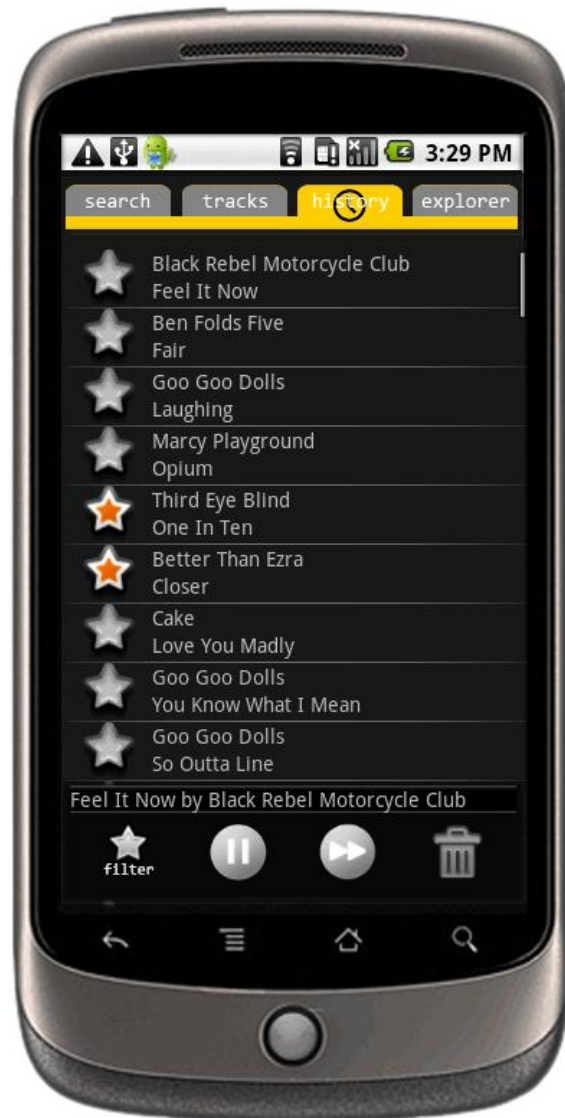 3:29 PM
search tracks history explorer
Black Rebel Motorcycle Club
Feel It Now
Ben Folds Five
Fair
Goo Goo Dolls
Laughing
Marcy Playground
Opium
Third Eye Blind
One In Ten
Better Than Ezra
Closer
Cake
Love You Madly
Goo Goo Dolls
You Know What I Mean
Goo Goo Dolls
So Outta Line
Feel It Now by Black Rebel Motorcycle Club
filter